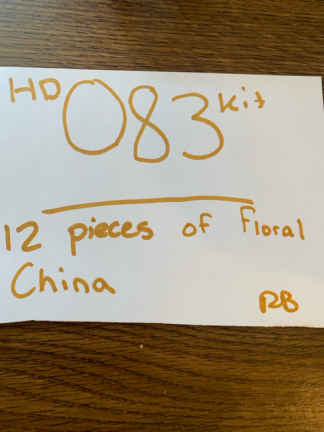 HD 083 Kit
12 pieces of Floral
China
RB